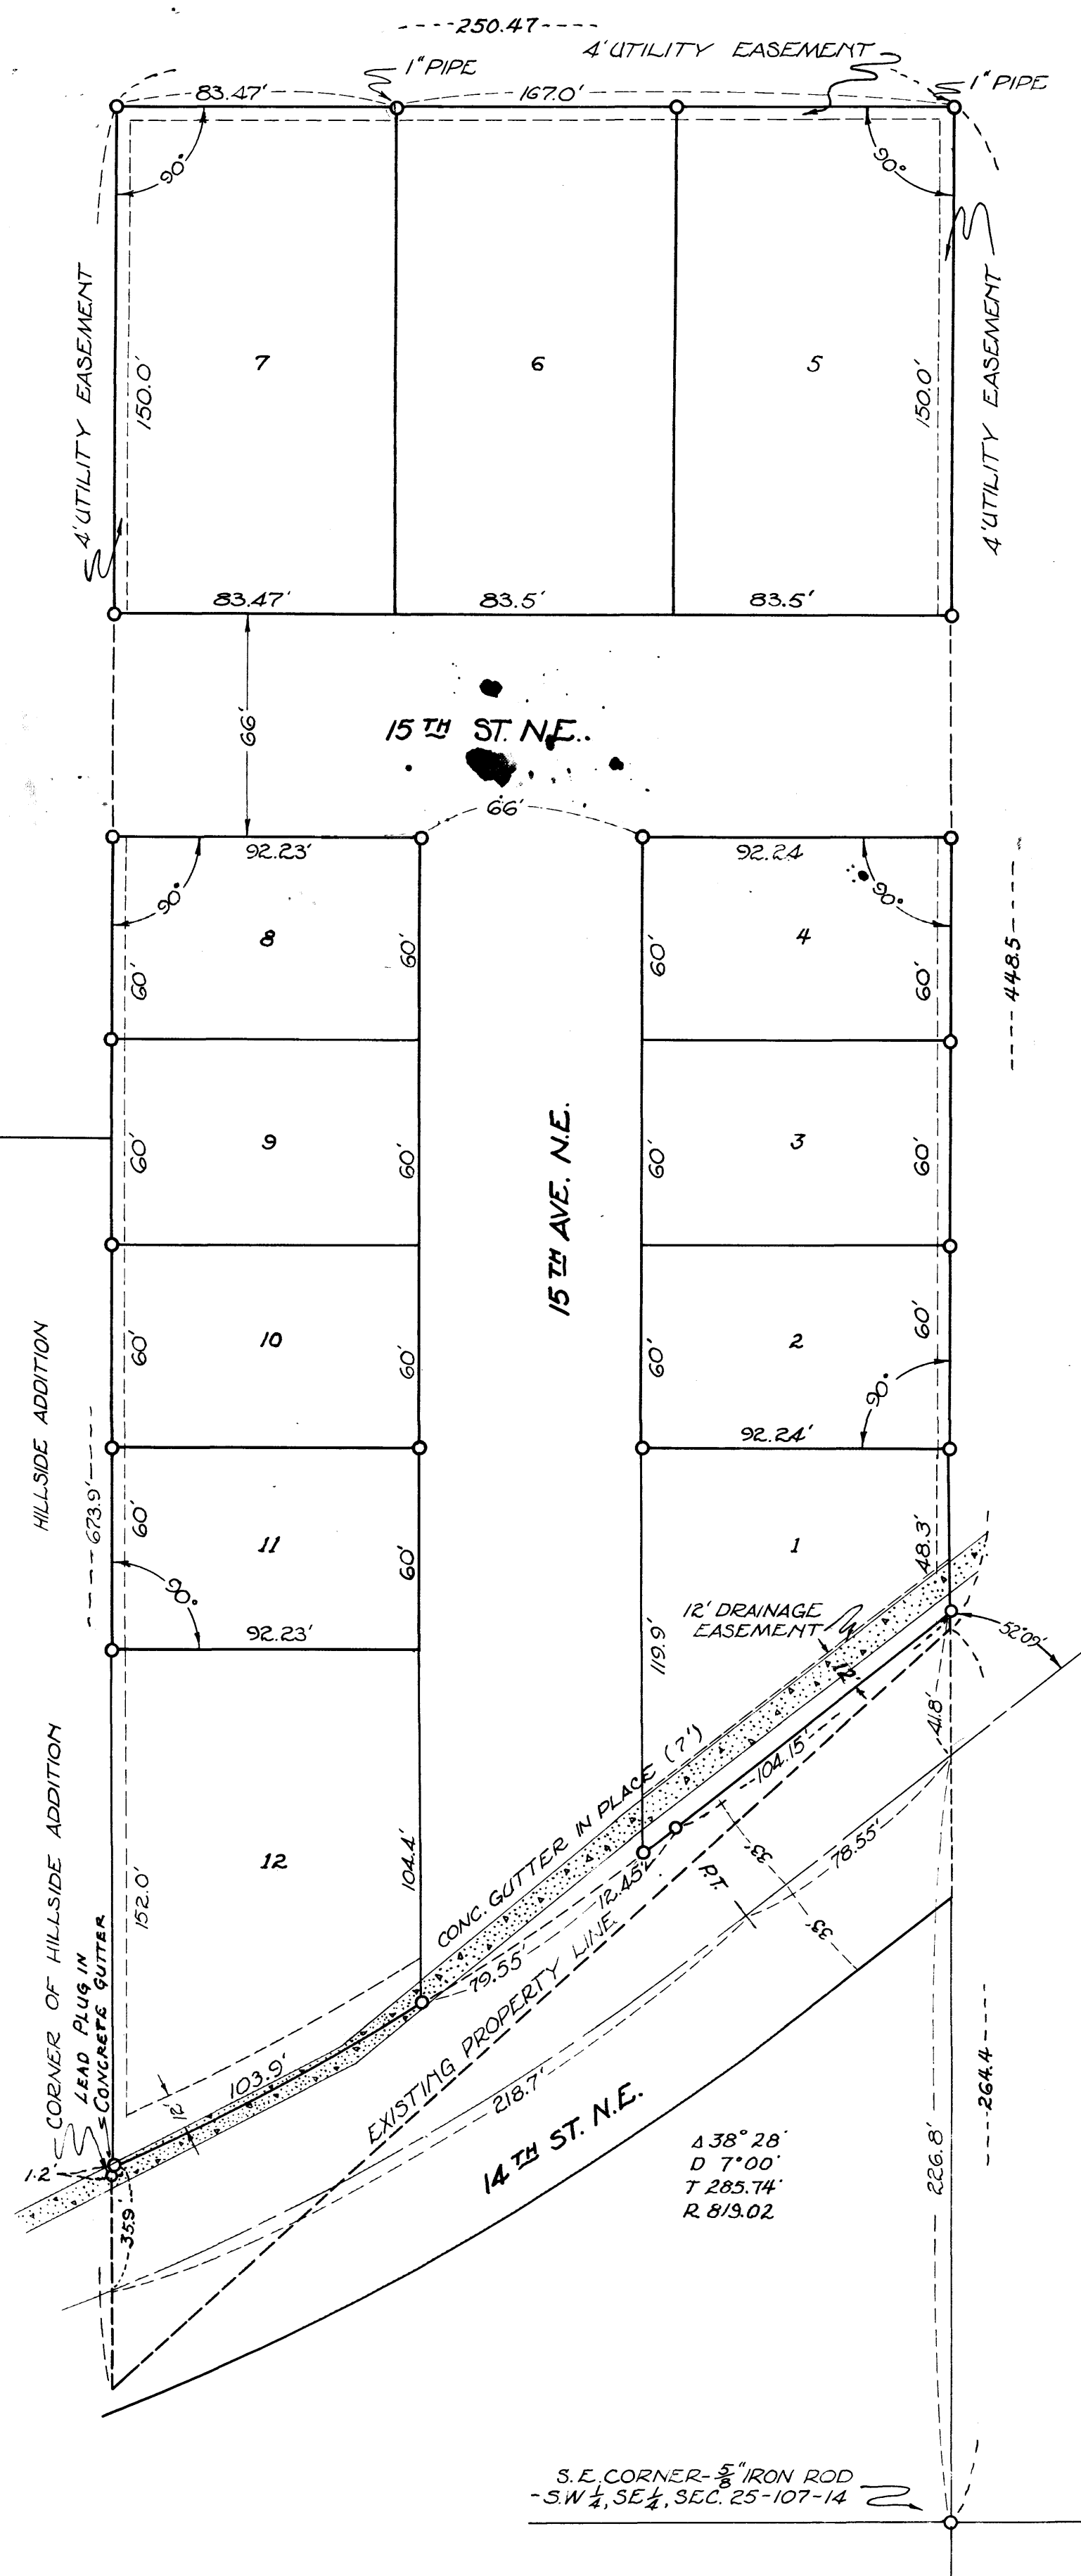 250.47
4' UTILITY EASEMENT
1" PIPE
1" PIPE
83.47'
167.0'
90°
90°
4' UTILITY EASEMENT
150.0'
7
6
5
150.0'
4' UTILITY EASEMENT
83.47'
83.5'
83.5'
66'
15TH ST. N.E.
66'
92.23'
92.24
90°
90°
8
4
60'
60'
60'
60'
448.5
9
3
60'
60'
60'
60'
15TH AVE. N.E.
10
2
60'
60'
60'
60'
90°
92.24'
HILLSIDE ADDITION
673.9'
11
1
60'
60'
48.3'
90°
92.23'
119.9'
12' DRAINAGE
EASEMENT
12'
52°09'
41.8'
104.15'
CONC. GUTTER IN PLACE (7')
12
104.4'
152.0'
12.45'
P.T.
33'
33'
78.55'
79.55'
EXISTING PROPERTY LINE
CORNER OF HILLSIDE ADDITION
LEAD PLUG IN
CONCRETE GUTTER
103.9'
12'
218.7'
14TH ST. N.E.
1.2'
35.9'
Δ 38° 28'
D 7°00'
T 285.74'
R 819.02
264.4
226.8'
S.E. CORNER-5/8" IRON ROD
-S.W 1/4, SE 1/4, SEC. 25-107-14